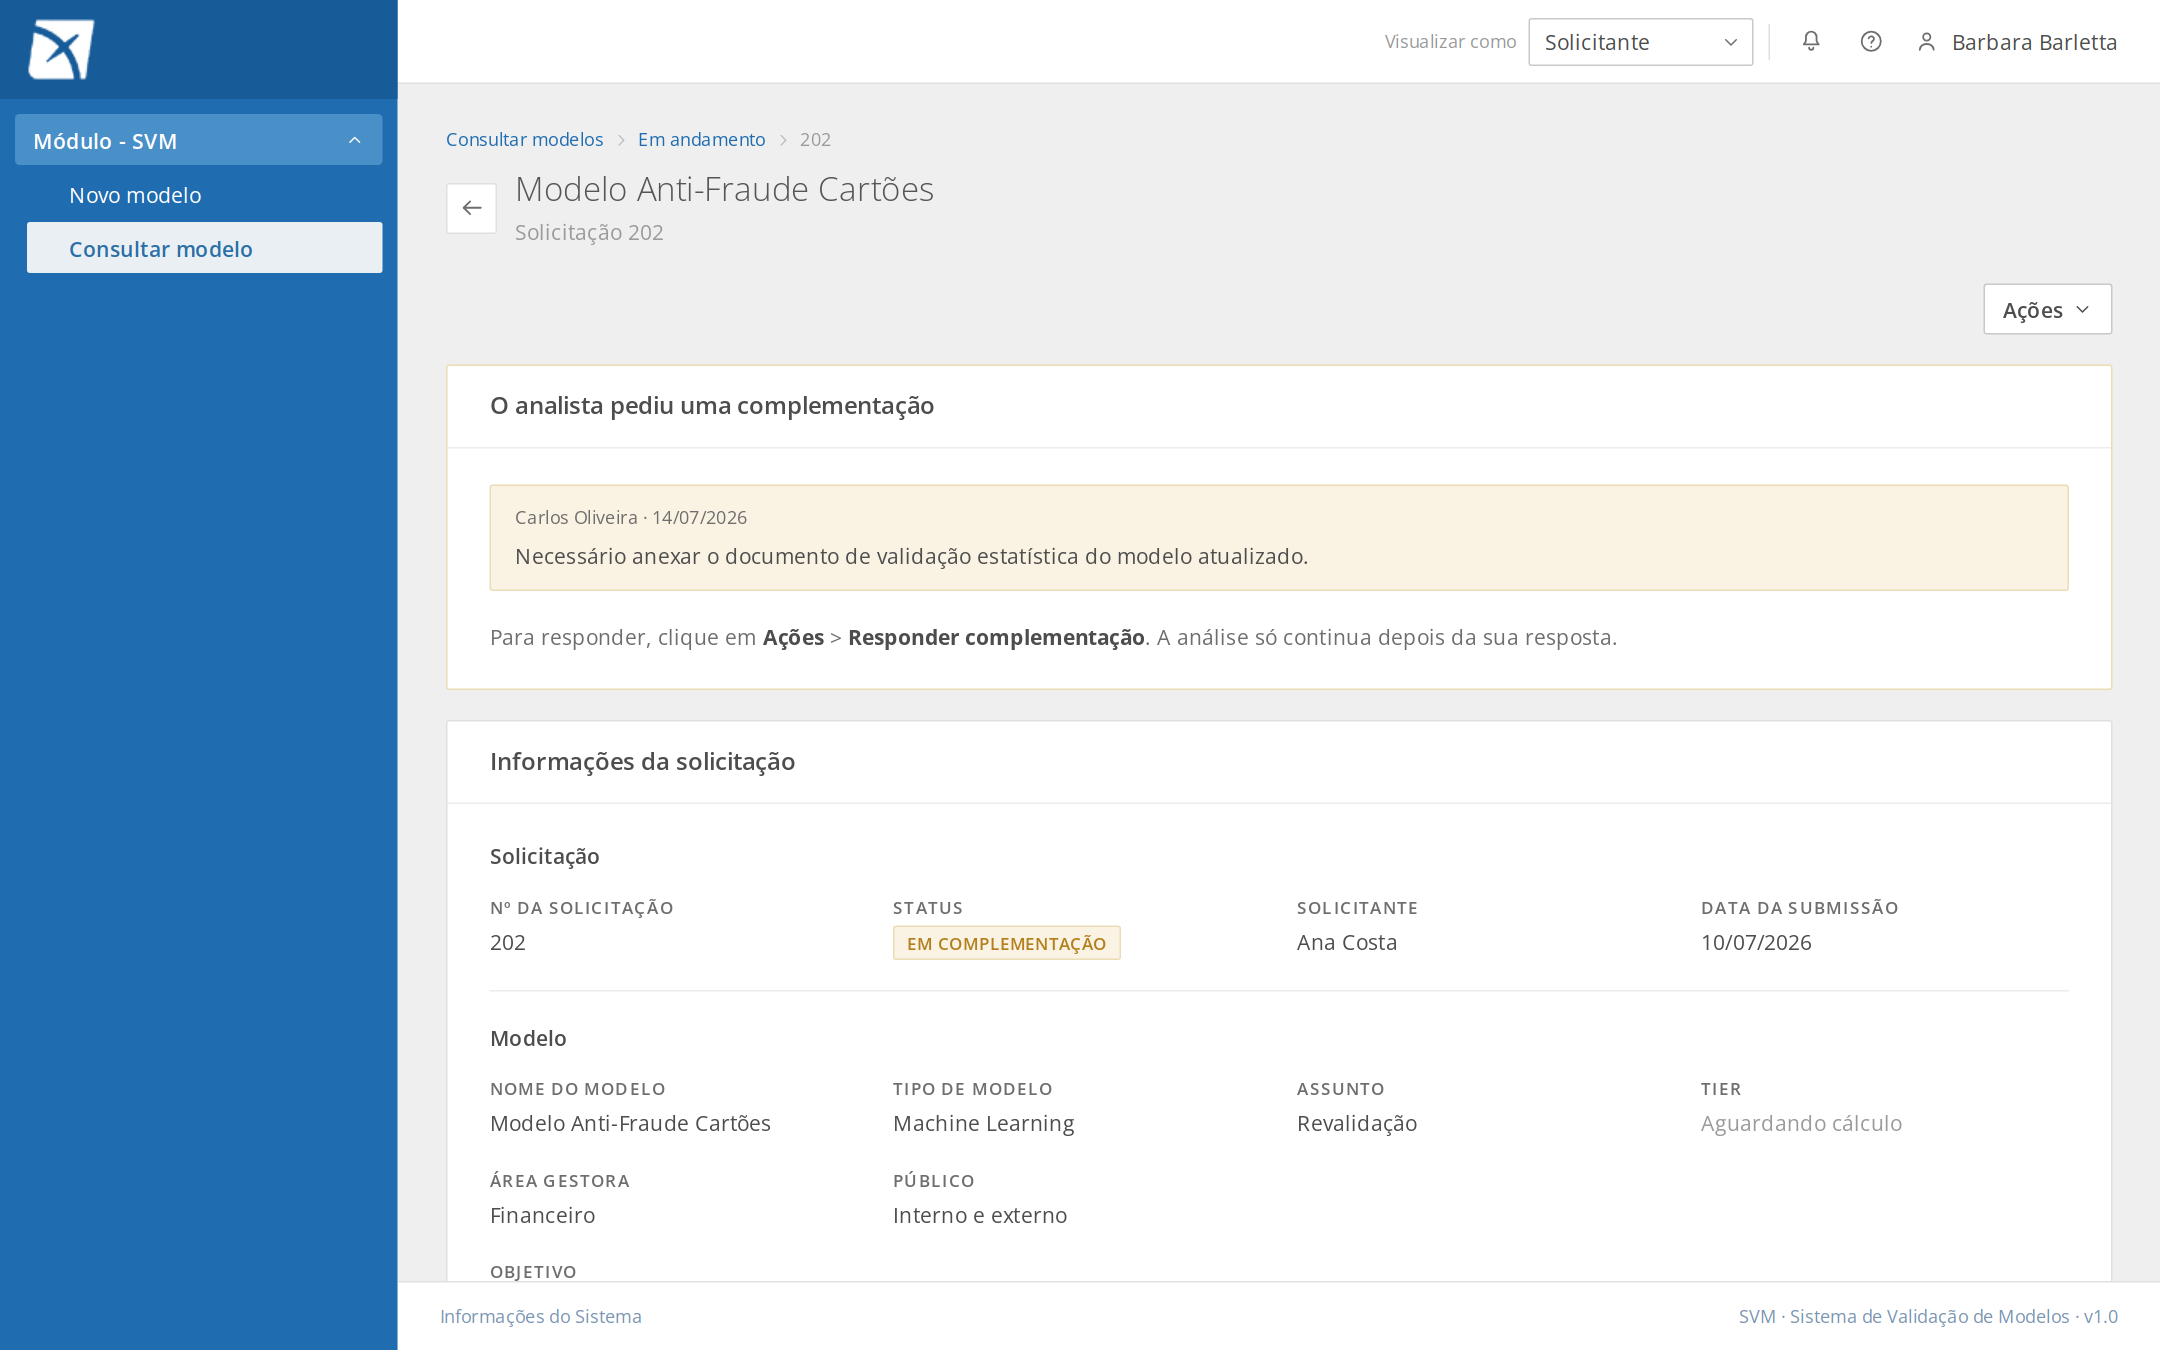 Visualizar como
Solicitante
Barbara Barletta
Módulo - SVM
Novo modelo
Consultar modelo
Consultar modelos > Em andamento > 202
Modelo Anti-Fraude Cartões
Solicitação 202
Ações
O analista pediu uma complementação
Carlos Oliveira · 14/07/2026
Necessário anexar o documento de validação estatística do modelo atualizado.
Para responder, clique em Ações > Responder complementação. A análise só continua depois da sua resposta.
Informações da solicitação
Solicitação
Nº DA SOLICITAÇÃO
202
STATUS
EM COMPLEMENTAÇÃO
SOLICITANTE
Ana Costa
DATA DA SUBMISSÃO
10/07/2026
Modelo
NOME DO MODELO
Modelo Anti-Fraude Cartões
TIPO DE MODELO
Machine Learning
ASSUNTO
Revalidação
TIER
Aguardando cálculo
ÁREA GESTORA
Financeiro
PÚBLICO
Interno e externo
OBJETIVO
Informações do Sistema
SVM · Sistema de Validação de Modelos · v1.0